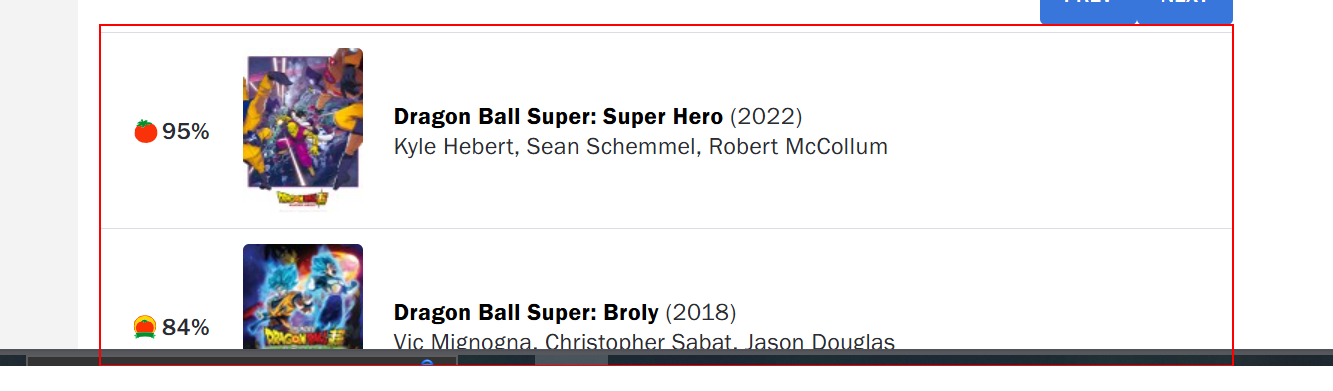 PREV NEXT
95%
Dragon Ball Super: Super Hero (2022)
Kyle Hebert, Sean Schemmel, Robert McCollum
84%
Dragon Ball Super: Broly (2018)
Vic Mignogna, Christopher Sabat, Jason Douglas